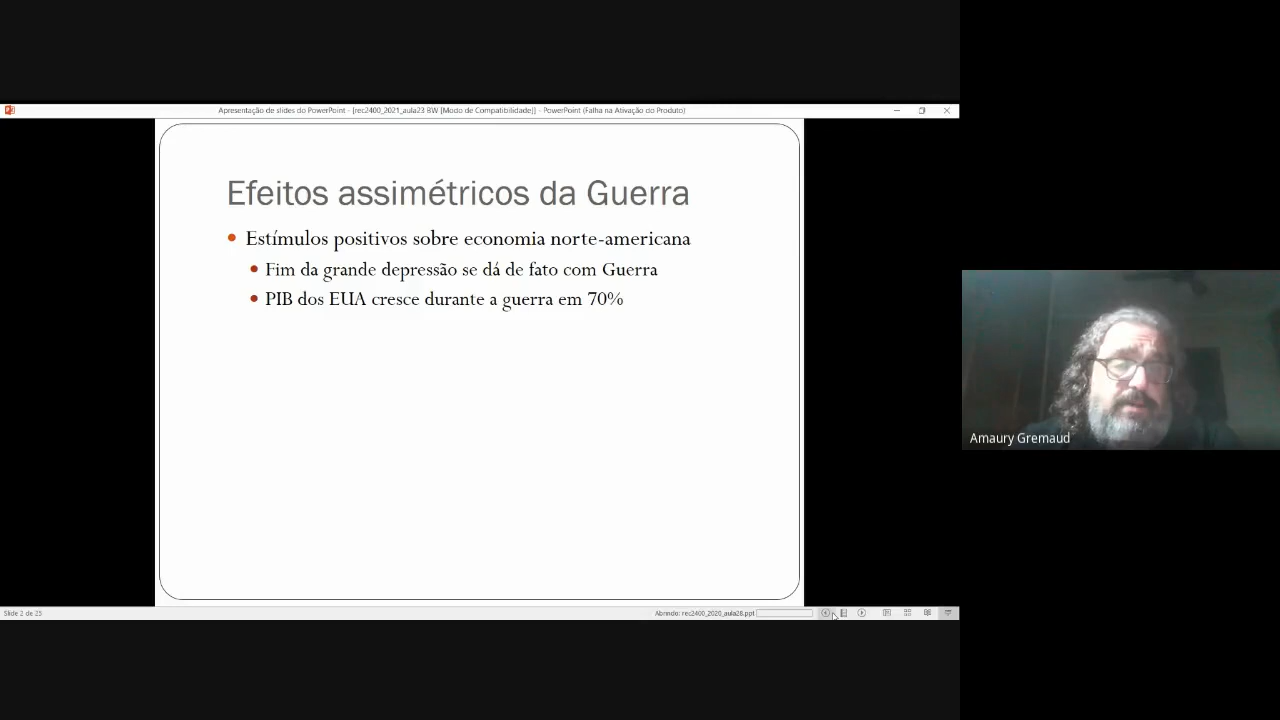 Apresentação de slides do PowerPoint - [rec2400_2021_aula23 BW [Modo de Compatibilidade]] - PowerPoint (Falha na Ativação do Produto)
Efeitos assimétricos da Guerra
Estímulos positivos sobre economia norte-americana
Fim da grande depressão se dá de fato com Guerra
PIB dos EUA cresce durante a guerra em 70%
Amaury Gremaud
Slide 2 de 25
Abrindo: rec2400_2020_aula28.ppt